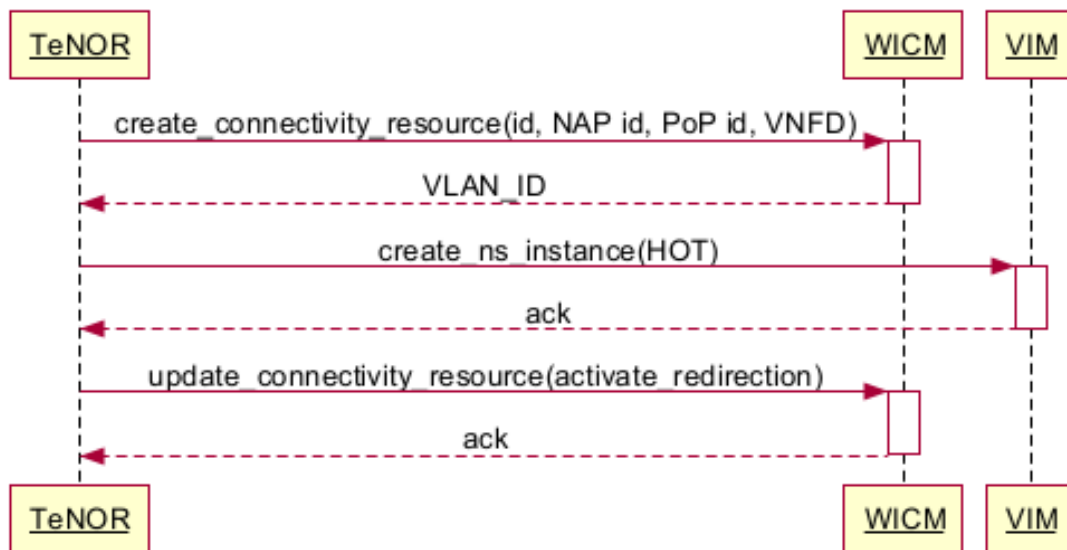 TeNOR WICM VIM
create_connectivity_resource(id, NAP id, PoP id, VNFD)
VLAN_ID
create_ns_instance(HOT)
ack
update_connectivity_resource(activate_redirection)
ack
TeNOR WICM VIM